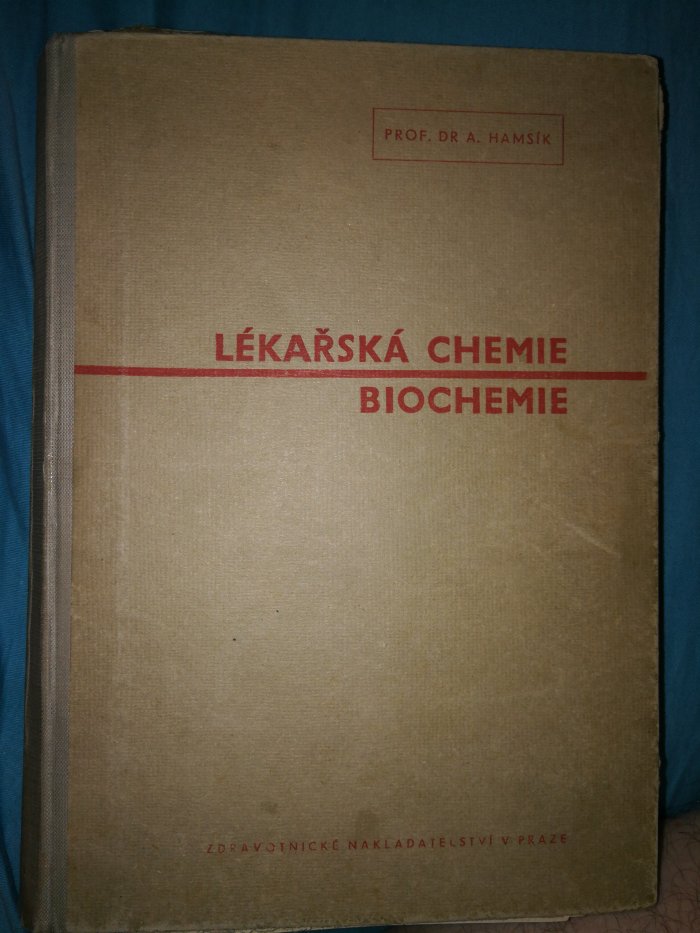 PROF. DR A. HAMSÍK
LÉKAŘSKÁ CHEMIE
BIOCHEMIE
ZDRAVOTNICKÉ NAKLADATELSTVÍ V PRAZE